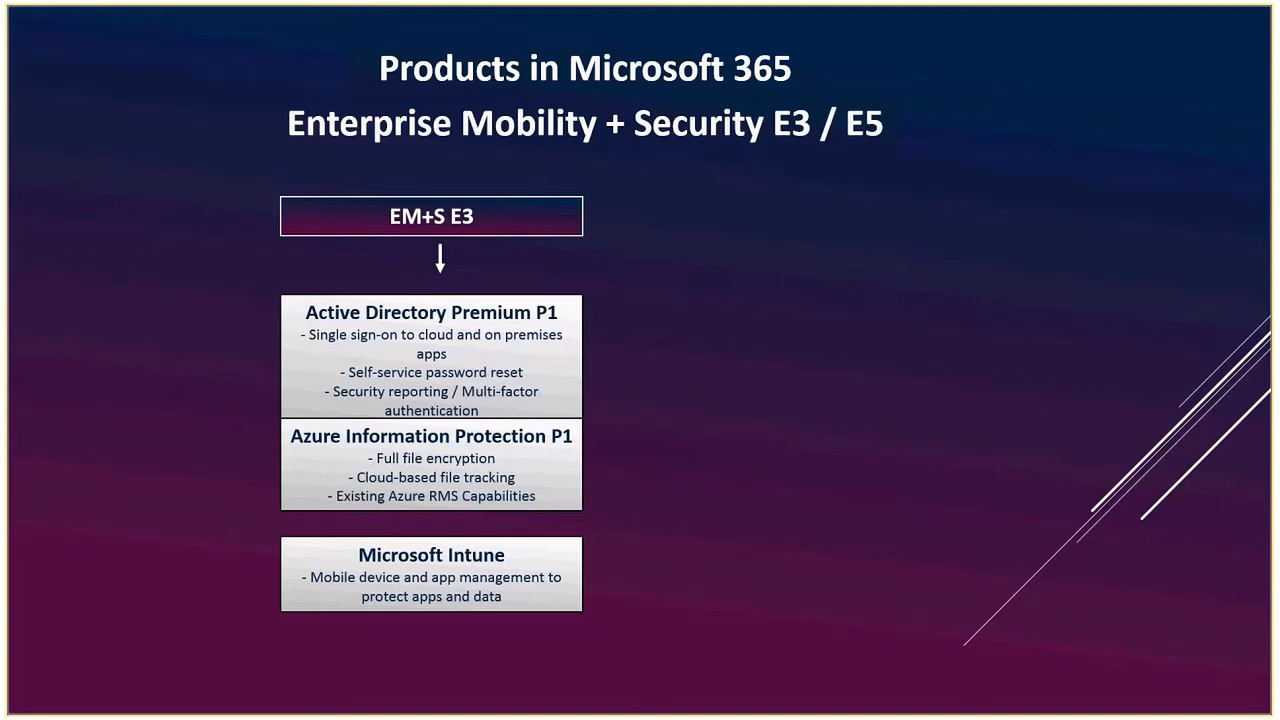 Products in Microsoft 365
Enterprise Mobility + Security E3 / E5
EM+S E3
Active Directory Premium P1
- Single sign-on to cloud and on premises
apps
- Self-service password reset
- Security reporting / Multi-factor
authentication
Azure Information Protection P1
- Full file encryption
- Cloud-based file tracking
- Existing Azure RMS Capabilities
Microsoft Intune
- Mobile device and app management to
protect apps and data